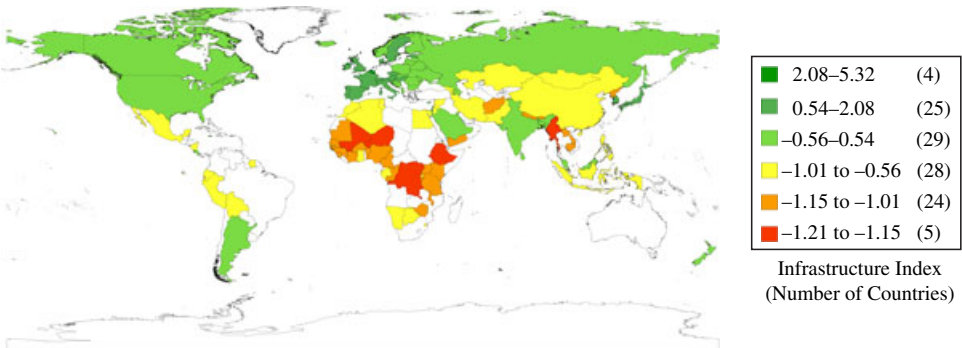 2.08–5.32 (4)
0.54–2.08 (25)
–0.56–0.54 (29)
–1.01 to –0.56 (28)
–1.15 to –1.01 (24)
–1.21 to –1.15 (5)
Infrastructure Index
(Number of Countries)